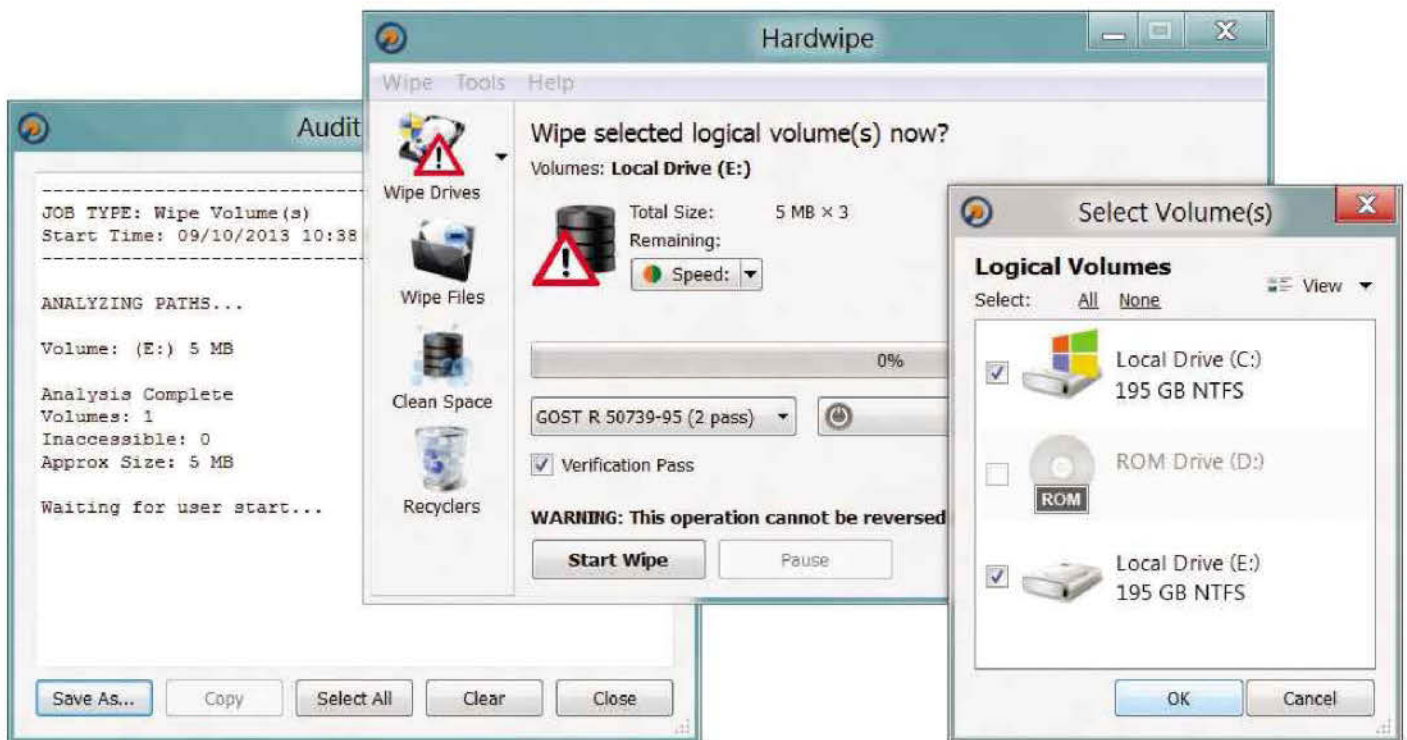 Audit
------------------------------
JOB TYPE: Wipe Volume(s)
Start Time: 09/10/2013 10:38
------------------------------
ANALYZING PATHS...
Volume: (E:) 5 MB
Analysis Complete
Volumes: 1
Inaccessible: 0
Approx Size: 5 MB
Waiting for user start...
Save As...
Copy
Select All
Clear
Close
Hardwipe
Wipe Tools Help
Wipe Drives
Wipe Files
Clean Space
Recyclers
Wipe selected logical volume(s) now?
Volumes: Local Drive (E:)
Total Size: 5 MB × 3
Remaining:
Speed:
0%
GOST R 50739-95 (2 pass)
Verification Pass
WARNING: This operation cannot be reversed
Start Wipe
Pause
Select Volume(s)
Logical Volumes
Select: All None
View
Local Drive (C:)
195 GB NTFS
ROM Drive (D:)
ROM
Local Drive (E:)
195 GB NTFS
OK
Cancel